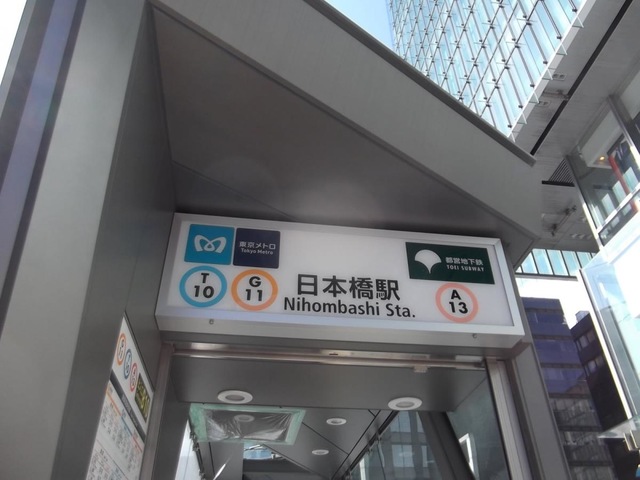 東京メトロ
Tokyo Metro
都営地下鉄
TOEI SUBWAY
T
10
G
11
日本橋駅
Nihombashi Sta.
A
13